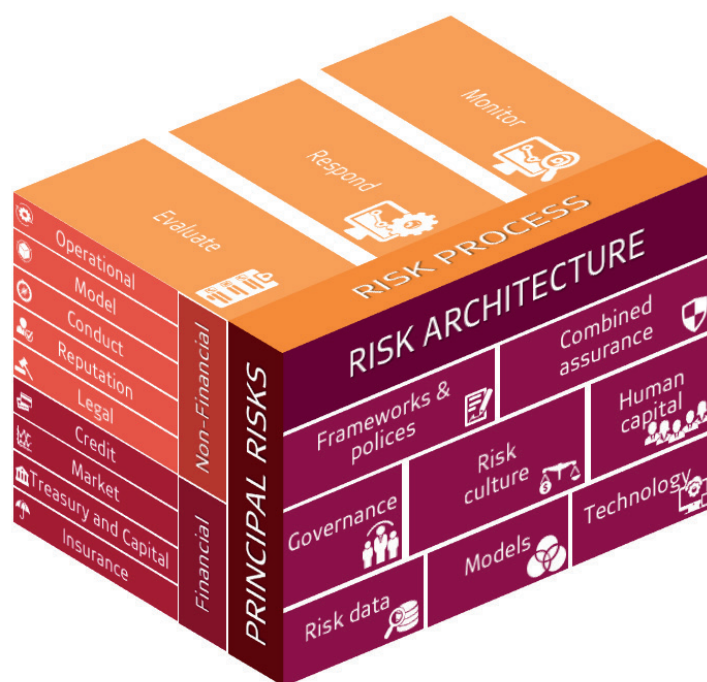 Monitor
Respond
Evaluate
RISK PROCESS
Operational
Model
Conduct
Reputation
Legal
Credit
Market
Treasury and Capital
Insurance
Non-Financial
Financial
PRINCIPAL RISKS
RISK ARCHITECTURE
Frameworks &
polices
Combined
assurance
Governance
Risk
culture
Human
capital
Risk data
Models
Technology